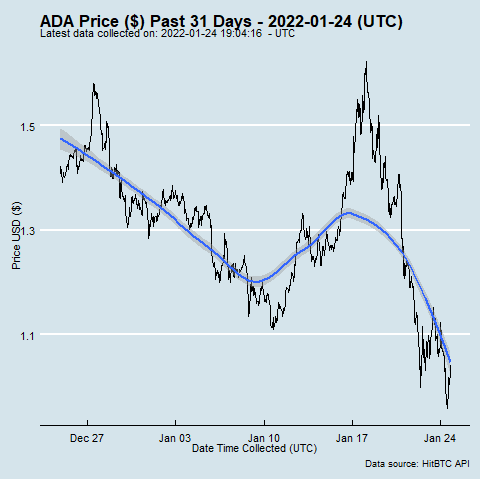 ADA Price ($) Past 31 Days - 2022-01-24 (UTC)
Latest data collected on: 2022-01-24 19:04:16 - UTC
1.5
1.3
1.1
Price USD ($)
Dec 27
Jan 03
Jan 10
Jan 17
Jan 24
Date Time Collected (UTC)
Data source: HitBTC API